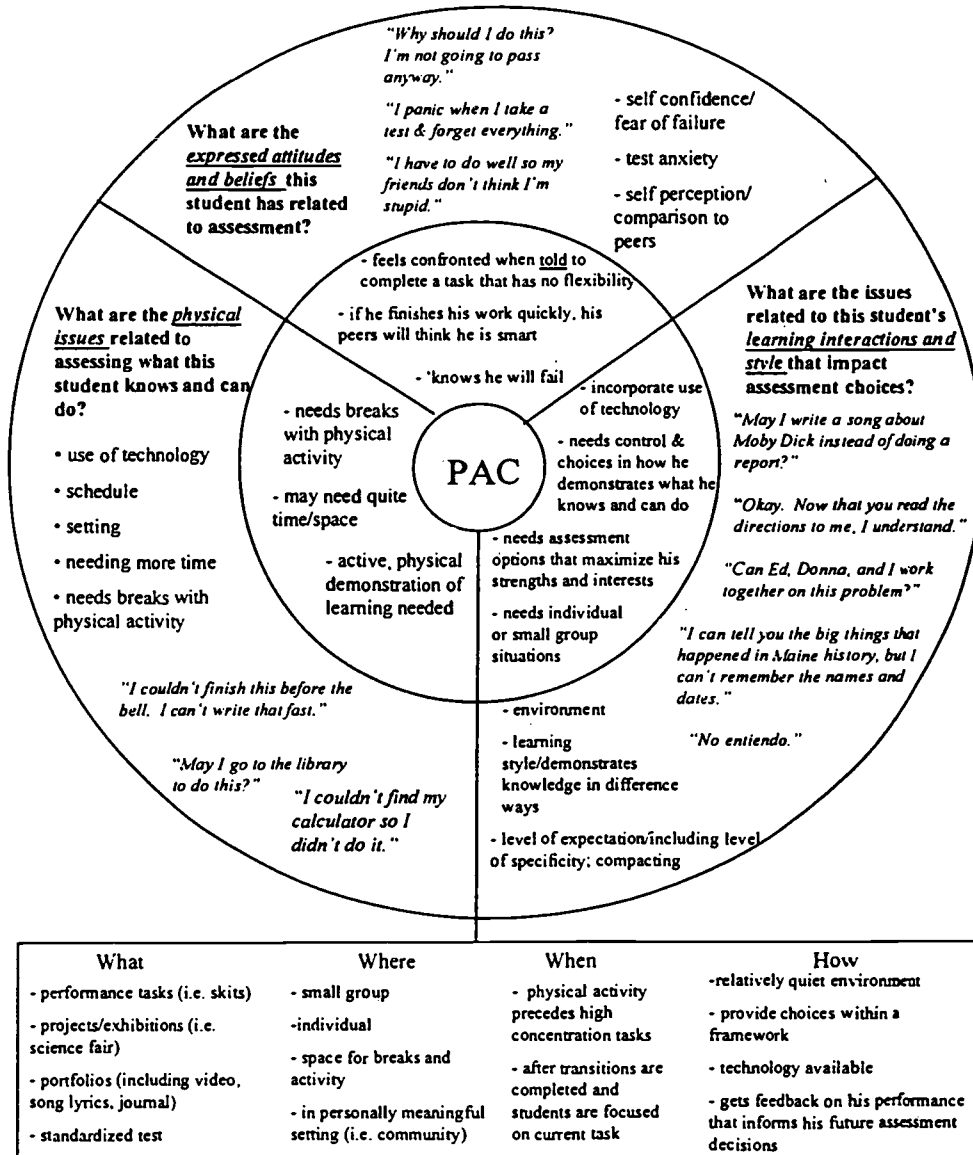 "Why should I do this?
I'm not going to pass
anyway."
"I panic when I take a
test & forget everything."
"I have to do well so my
friends don't think I'm
stupid."
- self confidence/
fear of failure
- test anxiety
- self perception/
comparison to
peers
What are the
expressed attitudes
and beliefs this
student has related
to assessment?
- feels confronted when told to
complete a task that has no flexibility
- if he finishes his work quickly, his
peers will think he is smart
- 'knows he will fail
What are the physical
issues related to
assessing what this
student knows and can
do?
• use of technology
• schedule
• setting
• needing more time
• needs breaks with
physical activity
"I couldn't finish this before the
bell. I can't write that fast."
"May I go to the library
to do this?"
"I couldn't find my
calculator so I
didn't do it."
- needs breaks
with physical
activity
- may need quite
time/space
- active, physical
demonstration of
learning needed
PAC
- incorporate use
of technology
- needs control &
choices in how he
demonstrates what he
knows and can do
- needs assessment
options that maximize his
strengths and interests
- needs individual
or small group
situations
What are the issues
related to this student's
learning interactions and
style that impact
assessment choices?
"May I write a song about
Moby Dick instead of doing a
report?"
"Okay. Now that you read the
directions to me, I understand."
"Can Ed, Donna, and I work
together on this problem?"
"I can tell you the big things that
happened in Maine history, but I
can't remember the names and
dates."
"No entiendo."
- environment
- learning
style/demonstrates
knowledge in difference
ways
- level of expectation/including level
of specificity; compacting
What
- performance tasks (i.e. skits)
- projects/exhibitions (i.e.
science fair)
- portfolios (including video,
song lyrics, journal)
- standardized test
Where
- small group
-individual
- space for breaks and
activity
- in personally meaningful
setting (i.e. community)
When
- physical activity
precedes high
concentration tasks
- after transitions are
completed and
students are focused
on current task
How
-relatively quiet environment
- provide choices within a
framework
- technology available
- gets feedback on his performance
that informs his future assessment
decisions